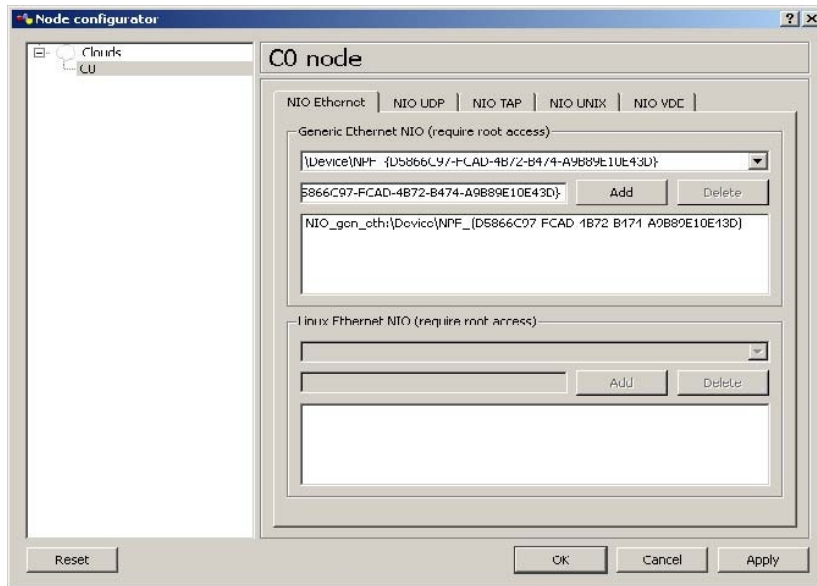 Node configurator
Clouds
C0
C0 node
NIO Ethernet NIO UDP NIO TAP NIO UNIX NIO VDE
Generic Ethernet NIO (require root access)
\Device\NPF_{D5866C97-FCAD-4B72-B474-A9B89E10E43D}
5866C97-FCAD-4B72-B474-A9B89E10E43D} Add Delete
NIO_gen_eth:\Device\NPF_{D5866C97-FCAD-4B72-B474-A9B89E10E43D}
Linux Ethernet NIO (require root access)
Add Delete
Reset OK Cancel Apply